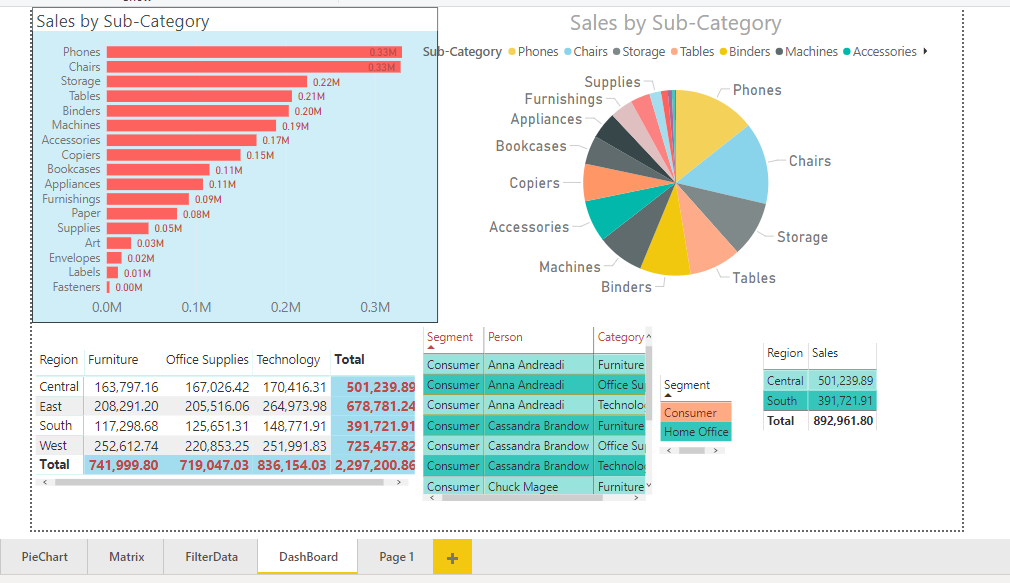 Sales by Sub-Category
Phones 0.33M
Chairs 0.33M
Storage 0.22M
Tables 0.21M
Binders 0.20M
Machines 0.19M
Accessories 0.17M
Copiers 0.15M
Bookcases 0.11M
Appliances 0.11M
Furnishings 0.09M
Paper 0.08M
Supplies 0.05M
Art 0.03M
Envelopes 0.02M
Labels 0.01M
Fasteners 0.00M
0.0M 0.1M 0.2M 0.3M
Sales by Sub-Category
Sub-Category Phones Chairs Storage Tables Binders Machines Accessories
Supplies
Furnishings
Appliances
Bookcases
Copiers
Accessories
Machines
Binders
Phones
Chairs
Storage
Tables
Region Furniture Office Supplies Technology Total
Central 163,797.16 167,026.42 170,416.31 501,239.89
East 208,291.20 205,516.06 264,973.98 678,781.24
South 117,298.68 125,651.31 148,771.91 391,721.91
West 252,612.74 220,853.25 251,991.83 725,457.82
Total 741,999.80 719,047.03 836,154.03 2,297,200.86
Segment Person Category
Consumer Anna Andreadi Furniture
Consumer Anna Andreadi Office Su
Consumer Anna Andreadi Technolo
Consumer Cassandra Brandow Furniture
Consumer Cassandra Brandow Office Su
Consumer Cassandra Brandow Technolo
Consumer Chuck Magee Furniture
Segment
Consumer
Home Office
Region Sales
Central 501,239.89
South 391,721.91
Total 892,961.80
PieChart Matrix FilterData DashBoard Page 1 +